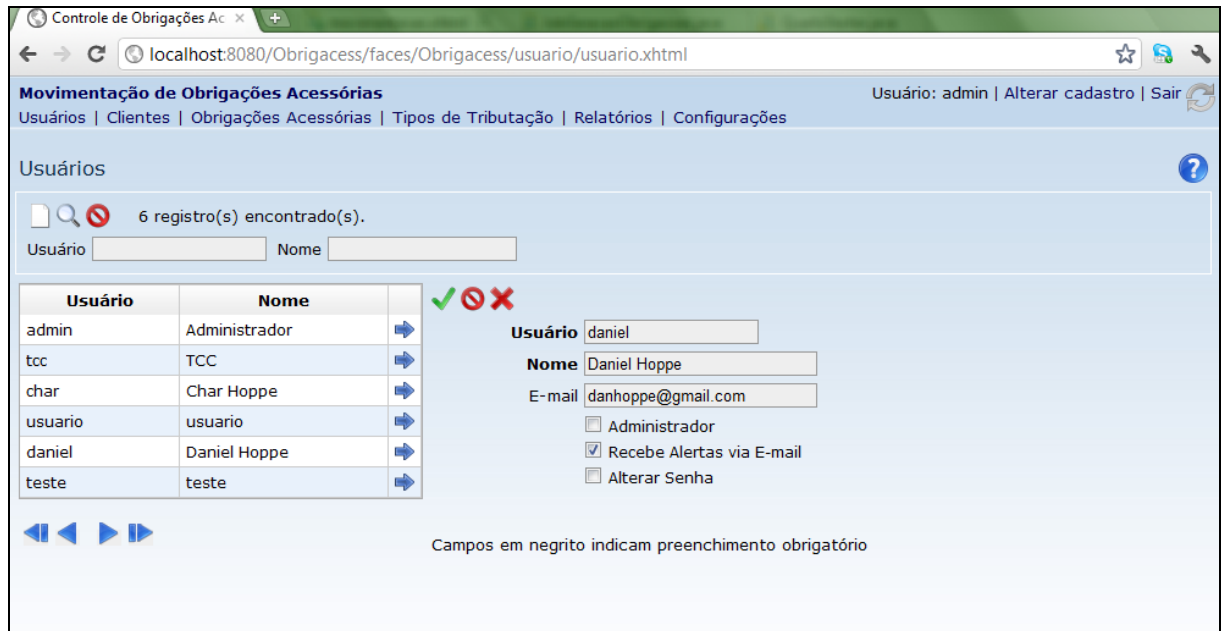 Controle de Obrigações Ac
localhost:8080/Obrigacess/faces/Obrigacess/usuario/usuario.xhtml
Movimentação de Obrigações Acessórias
Usuário: admin | Alterar cadastro | Sair
Usuários | Clientes | Obrigações Acessórias | Tipos de Tributação | Relatórios | Configurações
Usuários
6 registro(s) encontrado(s).
Usuário Nome
Usuário Nome
admin Administrador
tcc TCC
char Char Hoppe
usuario usuario
daniel Daniel Hoppe
teste teste
Usuário daniel
Nome Daniel Hoppe
E-mail danhoppe@gmail.com
Administrador
Recebe Alertas via E-mail
Alterar Senha
Campos em negrito indicam preenchimento obrigatório